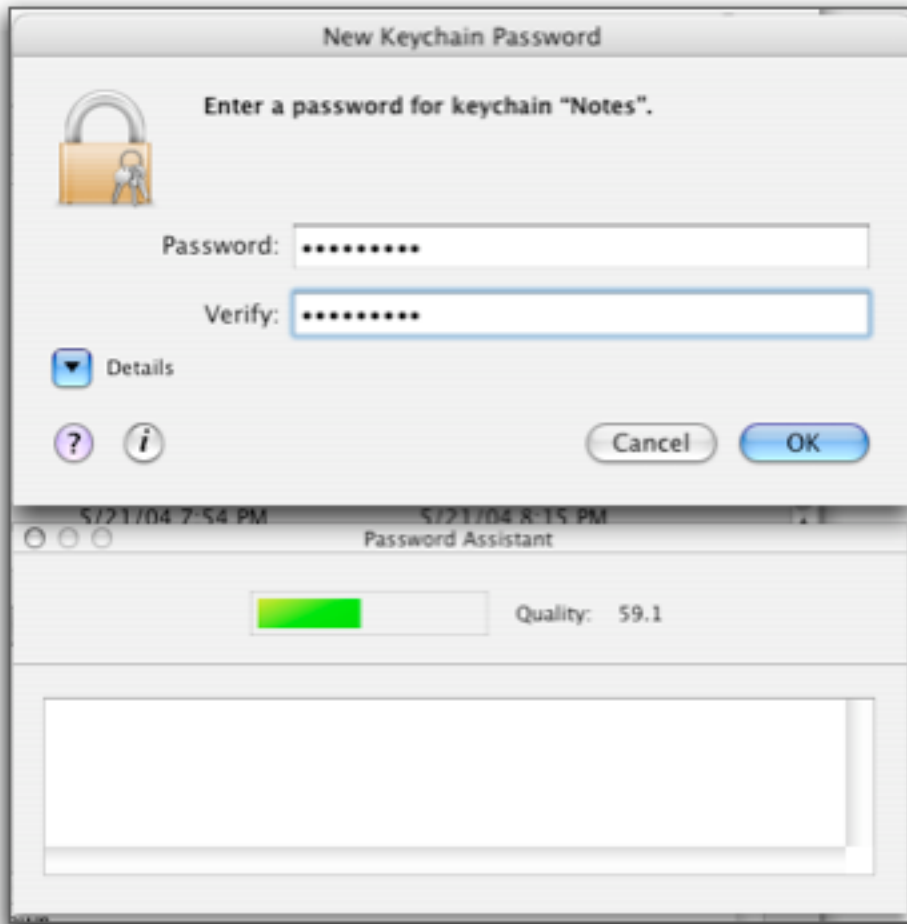 New Keychain Password
Enter a password for keychain “Notes”.
Password: •••••••••
Verify: •••••••••
Details
? i Cancel OK
5/21/04 7:54 PM 5/21/04 8:15 PM
Password Assistant
Quality: 59.1